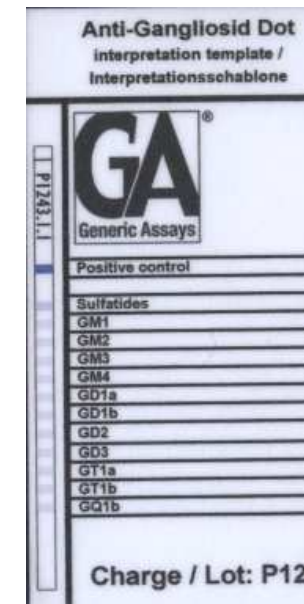 Anti-Gangliosid Dot
interpretation template /
Interpretationsschablone
P1243.1.1
GA®
Generic Assays
Positive control
Sulfatides
GM1
GM2
GM3
GM4
GD1a
GD1b
GD2
GD3
GT1a
GT1b
GQ1b
Charge / Lot: P12